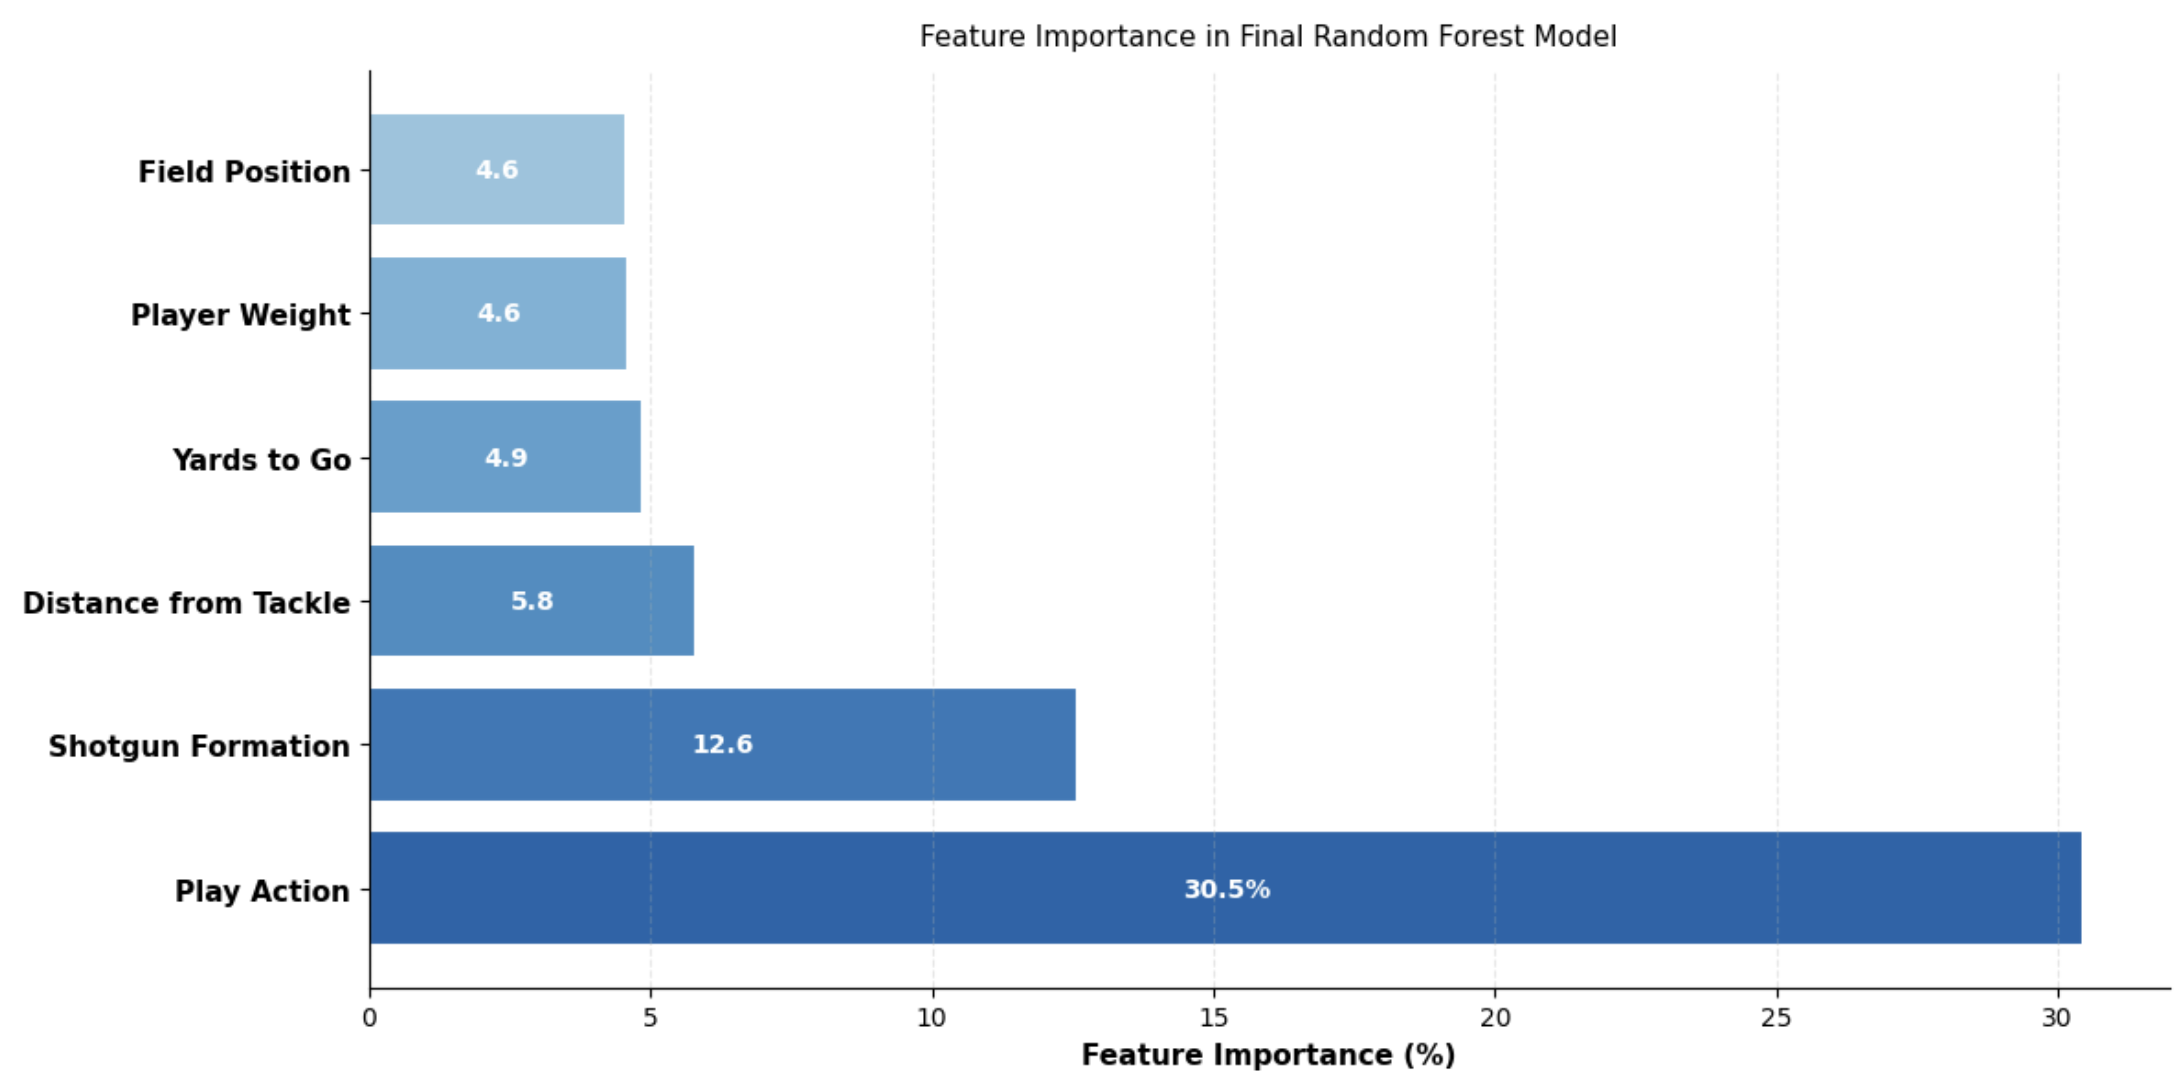 Feature Importance in Final Random Forest Model
Field Position
4.6
Player Weight
4.6
Yards to Go
4.9
Distance from Tackle
5.8
Shotgun Formation
12.6
Play Action
30.5%
0 5 10 15 20 25 30
Feature Importance (%)